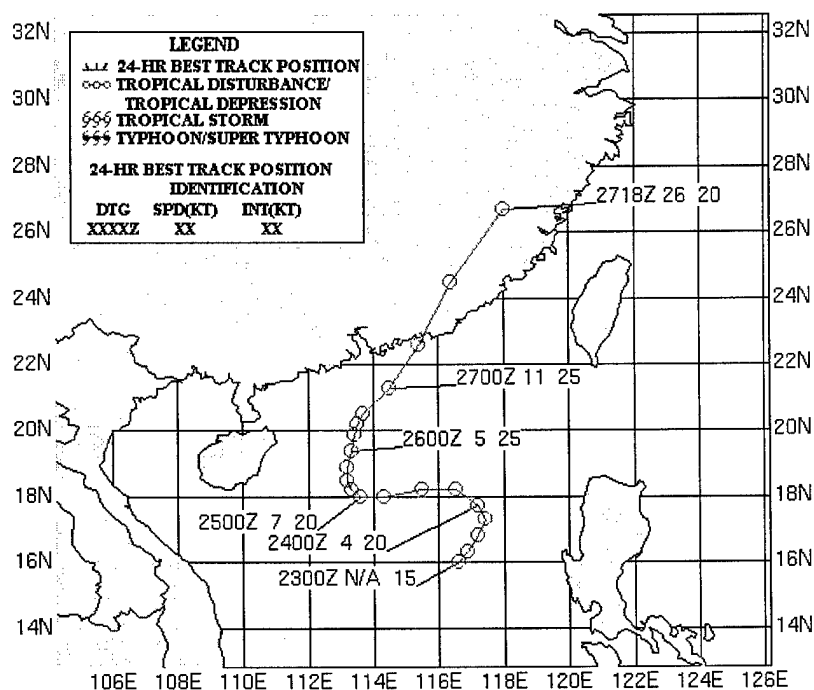 LEGEND
24-HR BEST TRACK POSITION
TROPICAL DISTURBANCE/
TROPICAL DEPRESSION
TROPICAL STORM
TYPHOON/SUPER TYPHOON
24-HR BEST TRACK POSITION
IDENTIFICATION
DTG SPD(KT) INT(KT)
XXXXZ XX XX
32N 32N
30N 30N
28N 28N
2718Z 26 20
26N 26N
24N 24N
22N 22N
2700Z 11 25
20N 20N
2600Z 5 25
18N 18N
2500Z 7 20
2400Z 4 20
16N 16N
2300Z N/A 15
14N 14N
106E 108E 110E 112E 114E 116E 118E 120E 122E 124E 126E